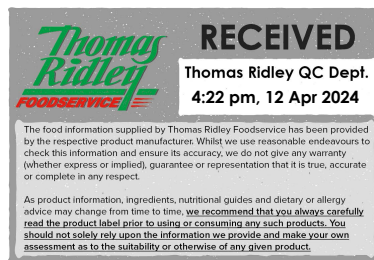 Thomas
Ridley
FOODSERVICE
RECEIVED
Thomas Ridley QC Dept.
4:22 pm, 12 Apr 2024
The food information supplied by Thomas Ridley Foodservice has been provided
by the respective product manufacturer. Whilst we use reasonable endeavours to
check this information and ensure its accuracy, we do not give any warranty
(whether express or implied), guarantee or representation that it is true, accurate
or complete in any respect.
As product information, ingredients, nutritional guides and dietary or allergy
advice may change from time to time, we recommend that you always carefully
read the product label prior to using or consuming any such products. You
should not solely rely upon the information we provide and make your own
assessment as to the suitability or otherwise of any given product.